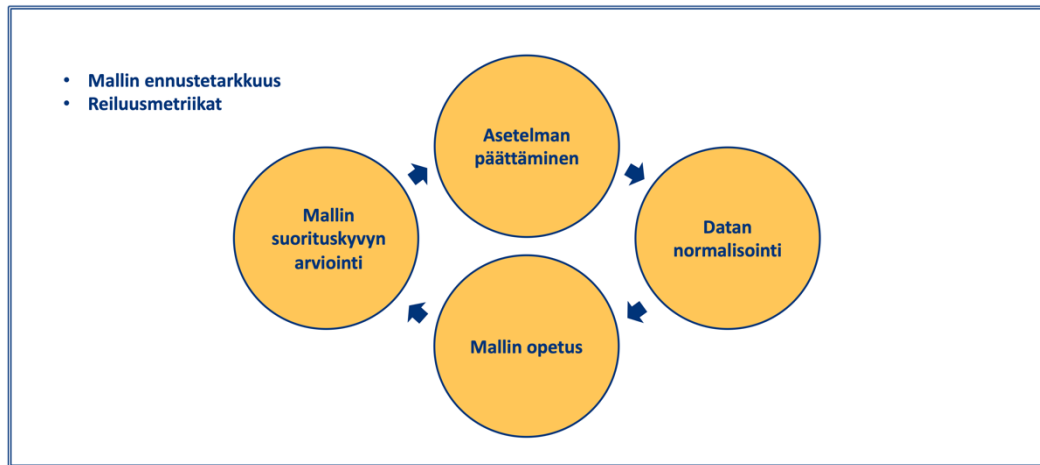 • Mallin ennustetarkkuus
• Reiluusmetriikat
Asetelman
päättäminen
Mallin
suorituskyvyn
arviointi
Datan
normalisointi
Mallin opetus